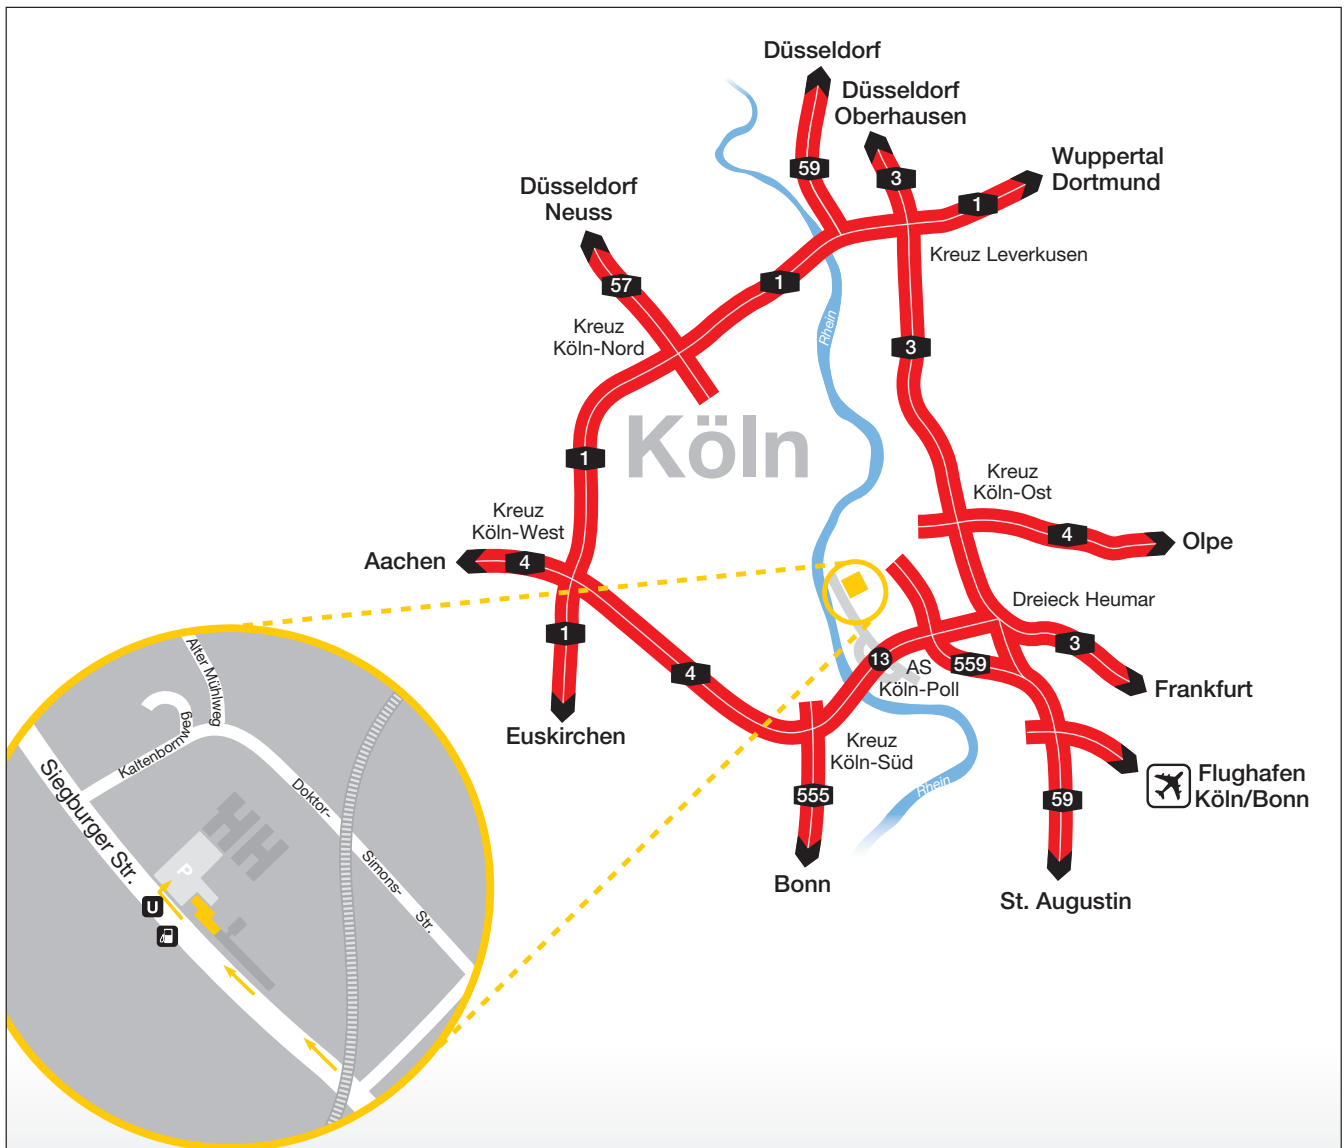 Düsseldorf
Düsseldorf
Oberhausen
Wuppertal
Dortmund
Düsseldorf
Neuss
59
3
1
Kreuz Leverkusen
57
1
Kreuz
Köln-Nord
Rhein
3
Köln
1
Kreuz
Köln-Ost
Kreuz
Köln-West
4
Olpe
Aachen
4
Dreieck Heumar
1
3
13
559
AS
Köln-Poll
4
Frankfurt
Euskirchen
Kreuz
Köln-Süd
Flughafen
Köln/Bonn
Rhein
555
59
Bonn
St. Augustin
Alter Mühlweg
Kaltenbornweg
Siegburger Str.
Doktor-
Simons-
Str.
P
U